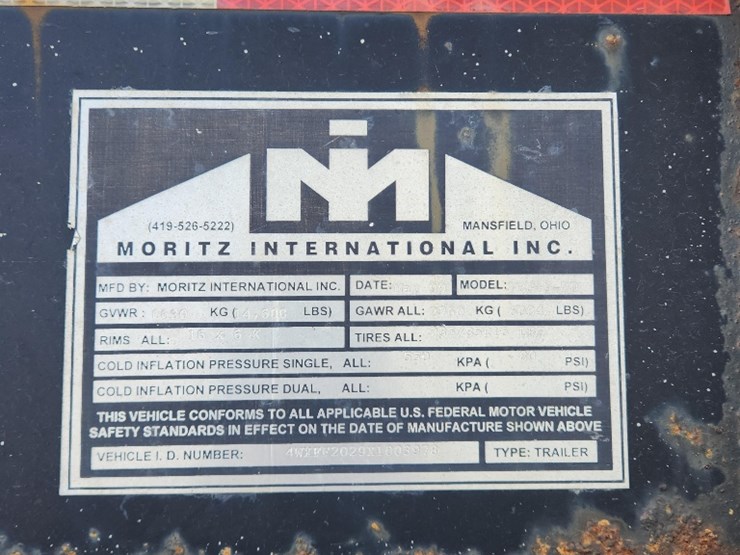 (419-526-5222) MANSFIELD, OHIO
MORITZ INTERNATIONAL INC.
MFD BY: MORITZ INTERNATIONAL INC. DATE: MODEL:
GVWR : KG ( LBS) GAWR ALL: KG ( LBS)
RIMS ALL: TIRES ALL:
COLD INFLATION PRESSURE SINGLE, ALL: KPA ( PSI)
COLD INFLATION PRESSURE DUAL, ALL: KPA ( PSI)
THIS VEHICLE CONFORMS TO ALL APPLICABLE U.S. FEDERAL MOTOR VEHICLE
SAFETY STANDARDS IN EFFECT ON THE DATE OF MANUFACTURE SHOWN ABOVE
VEHICLE I. D. NUMBER: TYPE: TRAILER